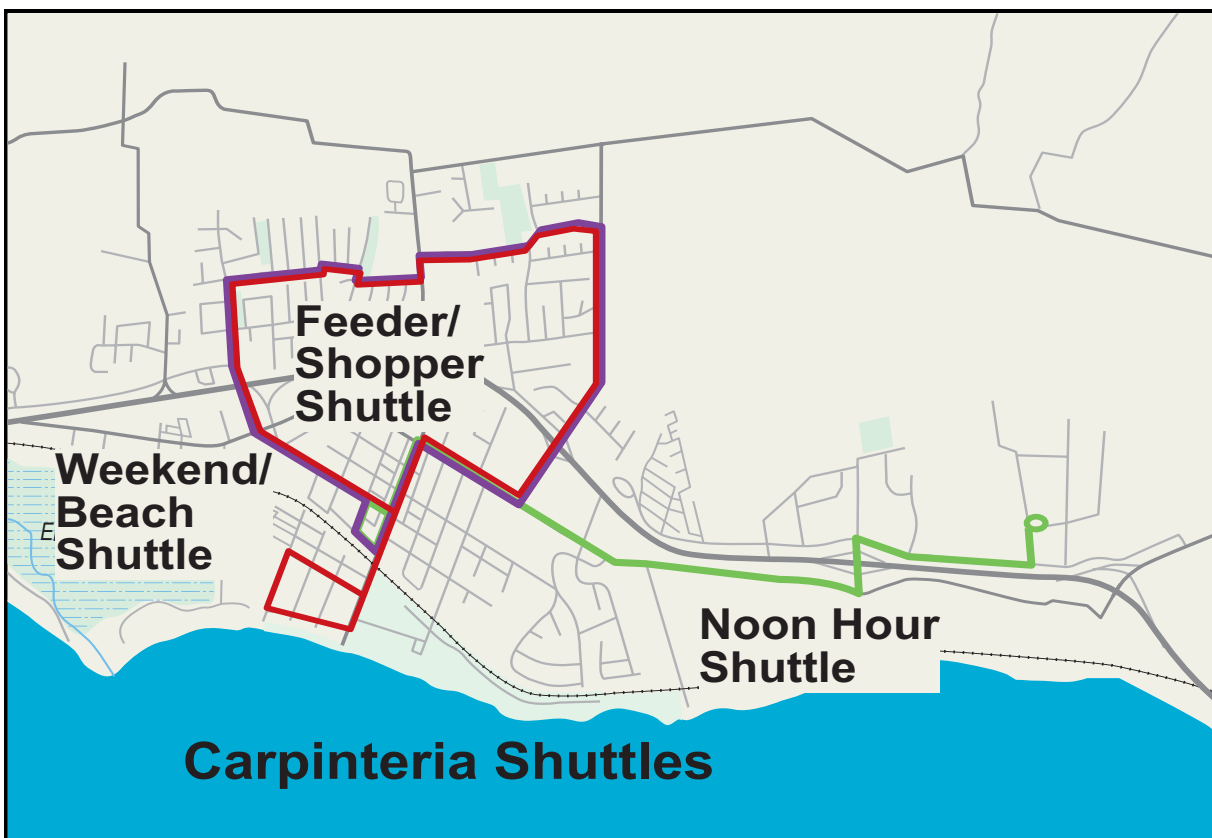 Feeder/
Shopper
Shuttle
Weekend/
Beach
Shuttle
Noon Hour
Shuttle
Carpinteria Shuttles